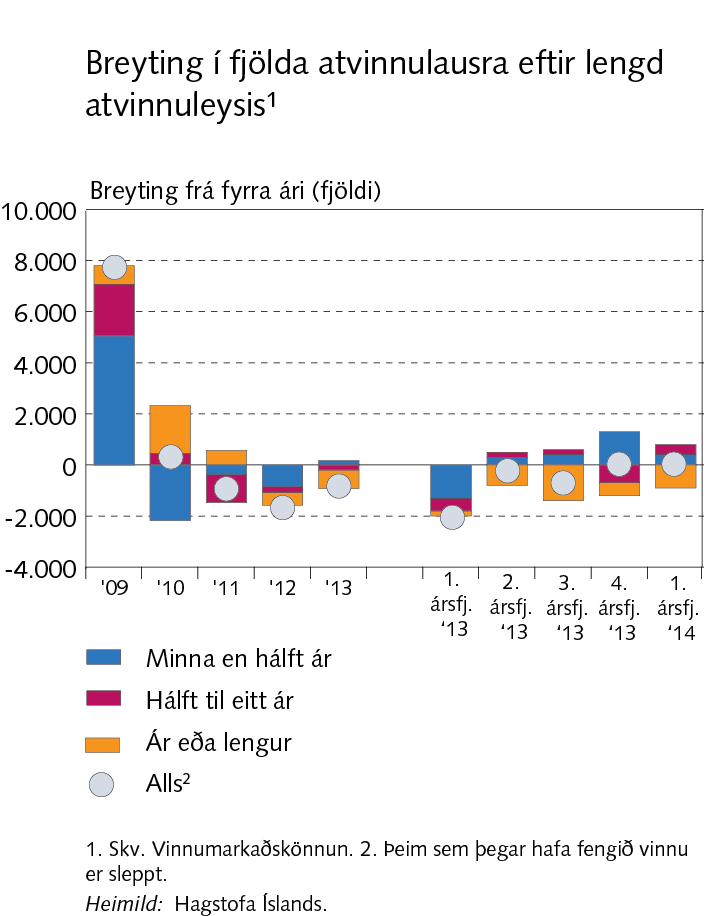 Breyting í fjölda atvinnulausra eftir lengd
atvinnuleysis¹
Breyting frá fyrra ári (fjöldi)
10.000
8.000
6.000
4.000
2.000
0
-2.000
-4.000
'09 '10 '11 '12 '13
1. ársfj. ‘13
2. ársfj. ‘13
3. ársfj. ‘13
4. ársfj. ‘13
1. ársfj. ‘14
Minna en hálft ár
Hálft til eitt ár
Ár eða lengur
Alls²
1. Skv. Vinnumarkaðskönnun. 2. Þeim sem þegar hafa fengið vinnu
er sleppt.
Heimild: Hagstofa Íslands.